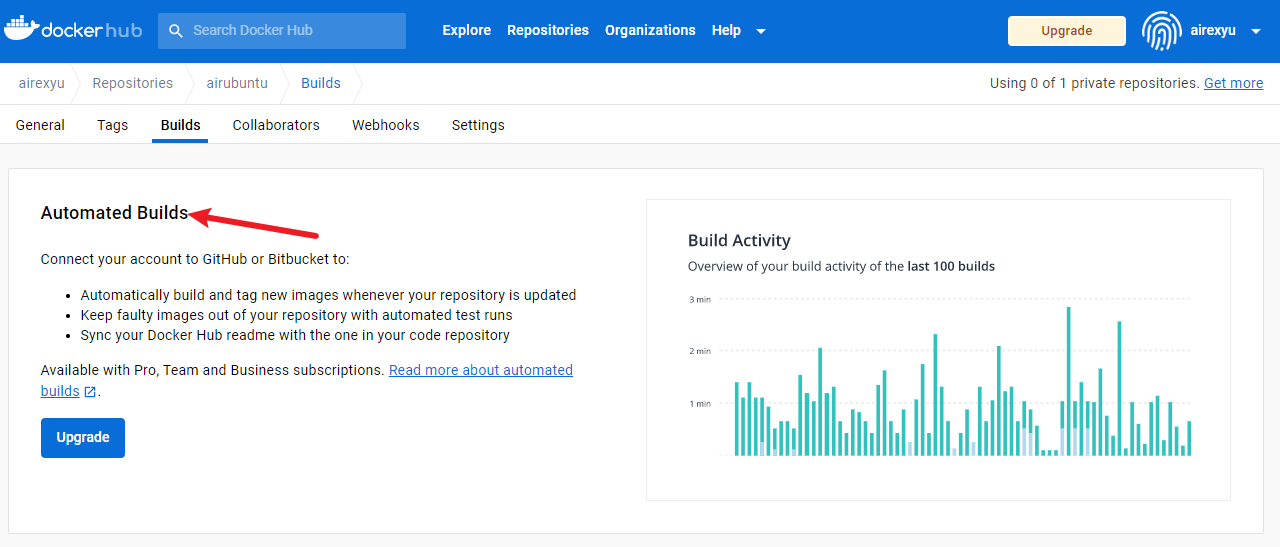 docker hub
Search Docker Hub
Explore Repositories Organizations Help
Upgrade
airexyu
airexyu Repositories airubuntu Builds
Using 0 of 1 private repositories. Get more
General Tags Builds Collaborators Webhooks Settings
Automated Builds
Connect your account to GitHub or Bitbucket to:
Automatically build and tag new images whenever your repository is updated
Keep faulty images out of your repository with automated test runs
Sync your Docker Hub readme with the one in your code repository
Available with Pro, Team and Business subscriptions. Read more about automated
builds.
Upgrade
Build Activity
Overview of your build activity of the last 100 builds
3 min
2 min
1 min